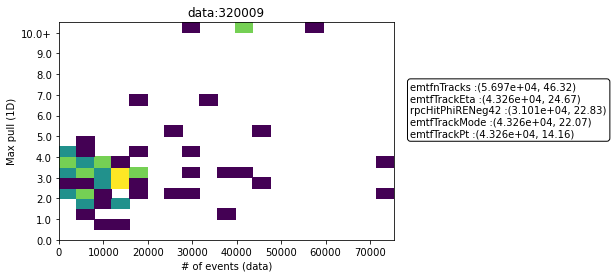 data:320009
Max pull (1D)
10.0+
9.0
8.0
7.0
6.0
5.0
4.0
3.0
2.0
1.0
0.0
emtfnTracks :(5.697e+04, 46.32)
emtfTrackEta :(4.326e+04, 24.67)
rpcHitPhiRENeg42 :(3.101e+04, 22.83)
emtfTrackMode :(4.326e+04, 22.07)
emtfTrackPt :(4.326e+04, 14.16)
0 10000 20000 30000 40000 50000 60000 70000
# of events (data)